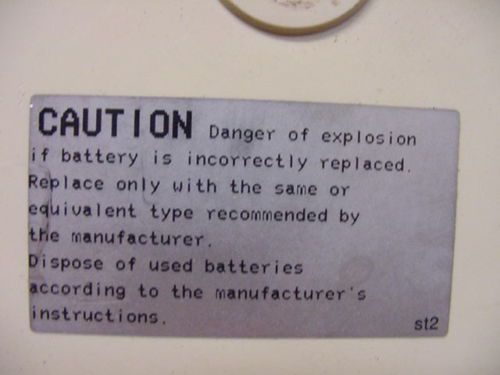 CAUTION Danger of explosion
if battery is incorrectly replaced.
Replace only with the same or
equivalent type recommended by
the manufacturer.
Dispose of used batteries
according to the manufacturer's
instructions.
st2